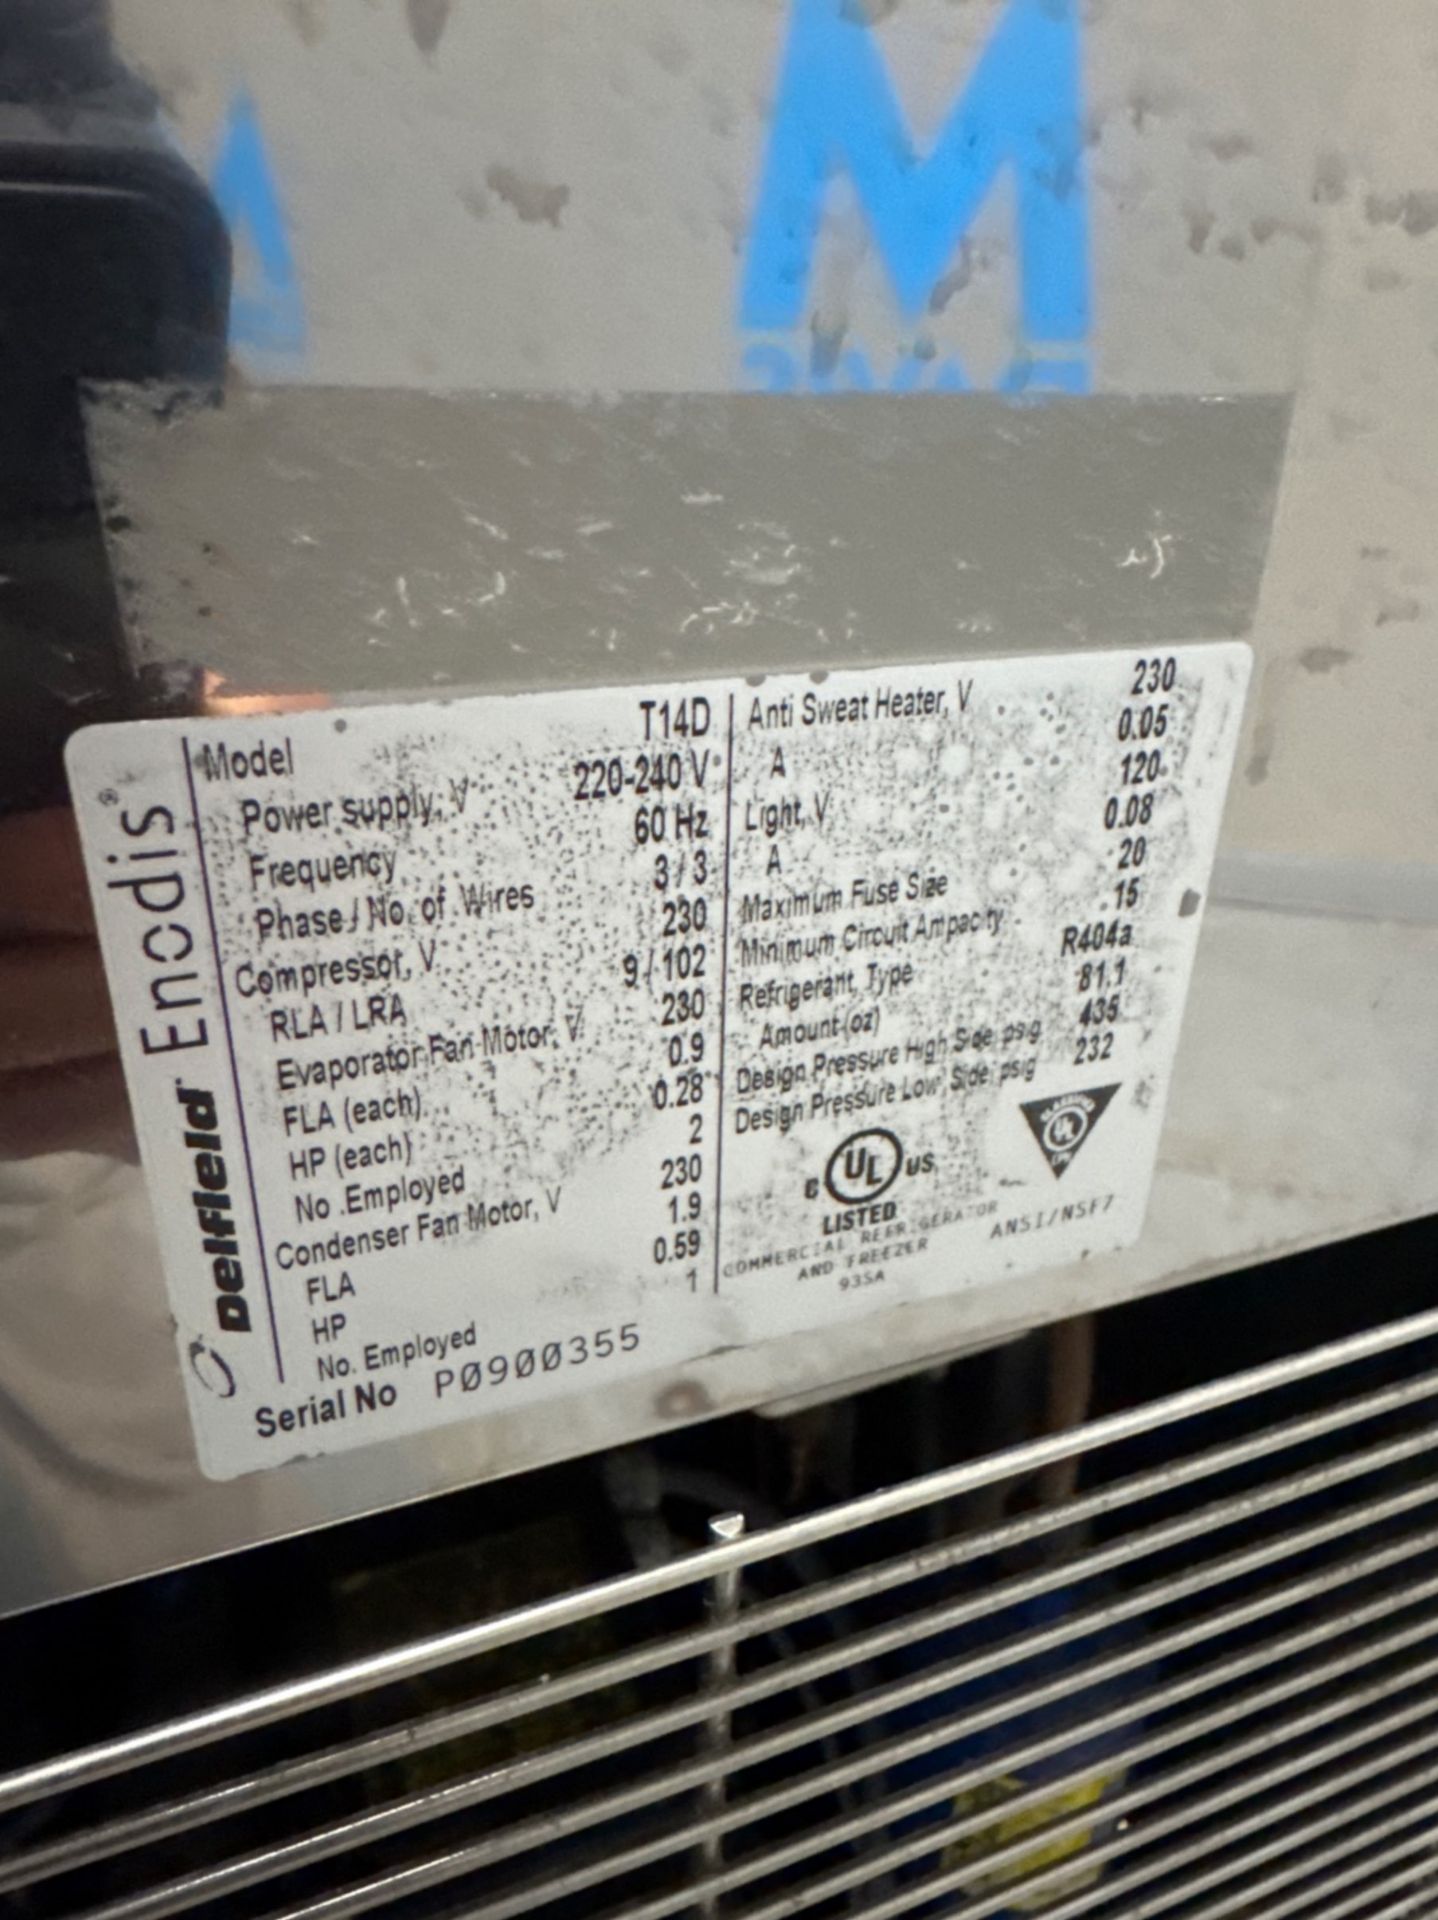 M
Enodis®
Delfield
Model T14D
Power supply, V 220-240 V
Frequency 60 Hz
Phase / No. of Wires 3 / 3
Compressor, V 230
RLA / LRA 9 / 102
Evaporator Fan Motor, V 230
FLA (each) 0.9
HP (each) 0.28
No .Employed 2
Condenser Fan Motor, V 230
FLA 1.9
HP 0.59
No. Employed 1
Serial No PØ9ØØ355
Anti Sweat Heater, V 230
A 0.05
Light, V 120
A 0.08
Maximum Fuse Size 20
Minimum Circuit Ampacity 15
Refrigerant, Type R404a
Amount (oz) 81.1
Design Pressure High Side, psig 435
Design Pressure Low Side, psig 232
C UL US
LISTED
COMMERCIAL REFRIGERATOR
AND FREEZER
93SA
UL
ANSI/NSF7